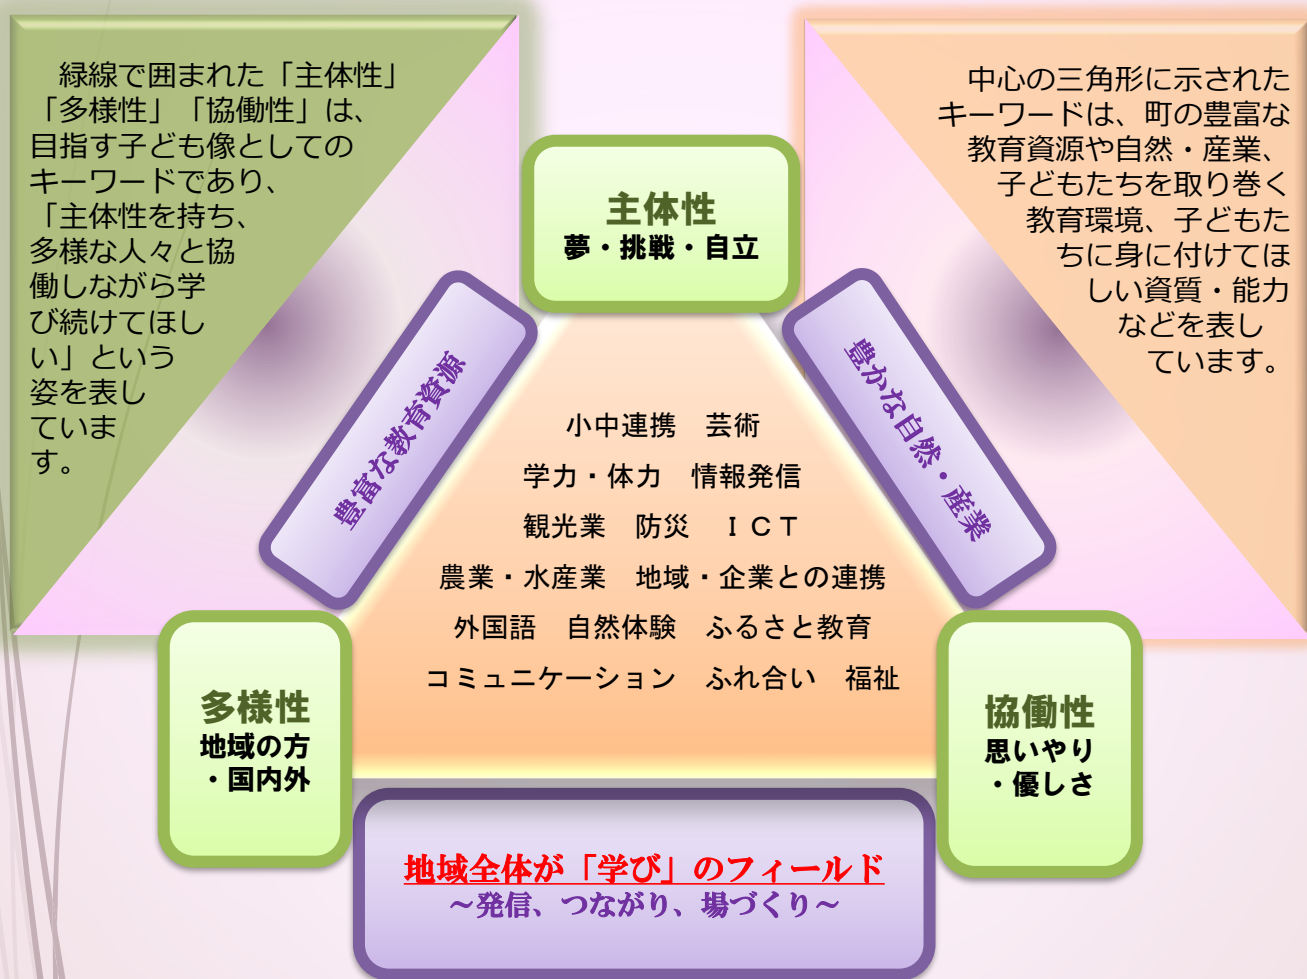 緑線で囲まれた「主体性」
「多様性」「協働性」は、
目指す子ども像としての
キーワードであり、
「主体性を持ち、
多様な人々と協
働しながら学
び続けてほし
い」という
姿を表し
ていま
す。
中心の三角形に示された
キーワードは、町の豊富な
教育資源や自然・産業、
子どもたちを取り巻く
教育環境、子どもた
ちに身に付けてほ
しい資質・能力
などを表し
ています。
主体性
夢・挑戦・自立
豊富な教育資源
豊かな自然・産業
小中連携　芸術
学力・体力　情報発信
観光業　防災　ＩＣＴ
農業・水産業　地域・企業との連携
外国語　自然体験　ふるさと教育
コミュニケーション　ふれ合い　福祉
多様性
地域の方
・国内外
協働性
思いやり
・優しさ
地域全体が「学び」のフィールド
～発信、つながり、場づくり～